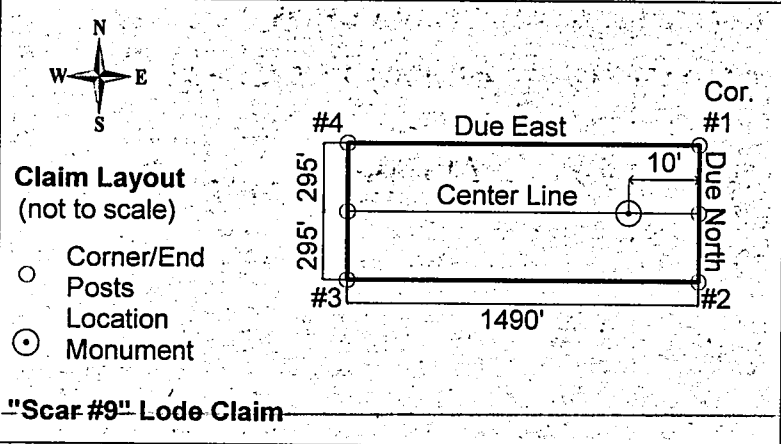 N
W E
S
Cor.
#4 Due East #1
10'
Claim Layout
(not to scale)
295'
Center Line
Due North
295'
Corner/End
Posts
#3 #2
1490'
Location
Monument
"Scar #9" Lode Claim